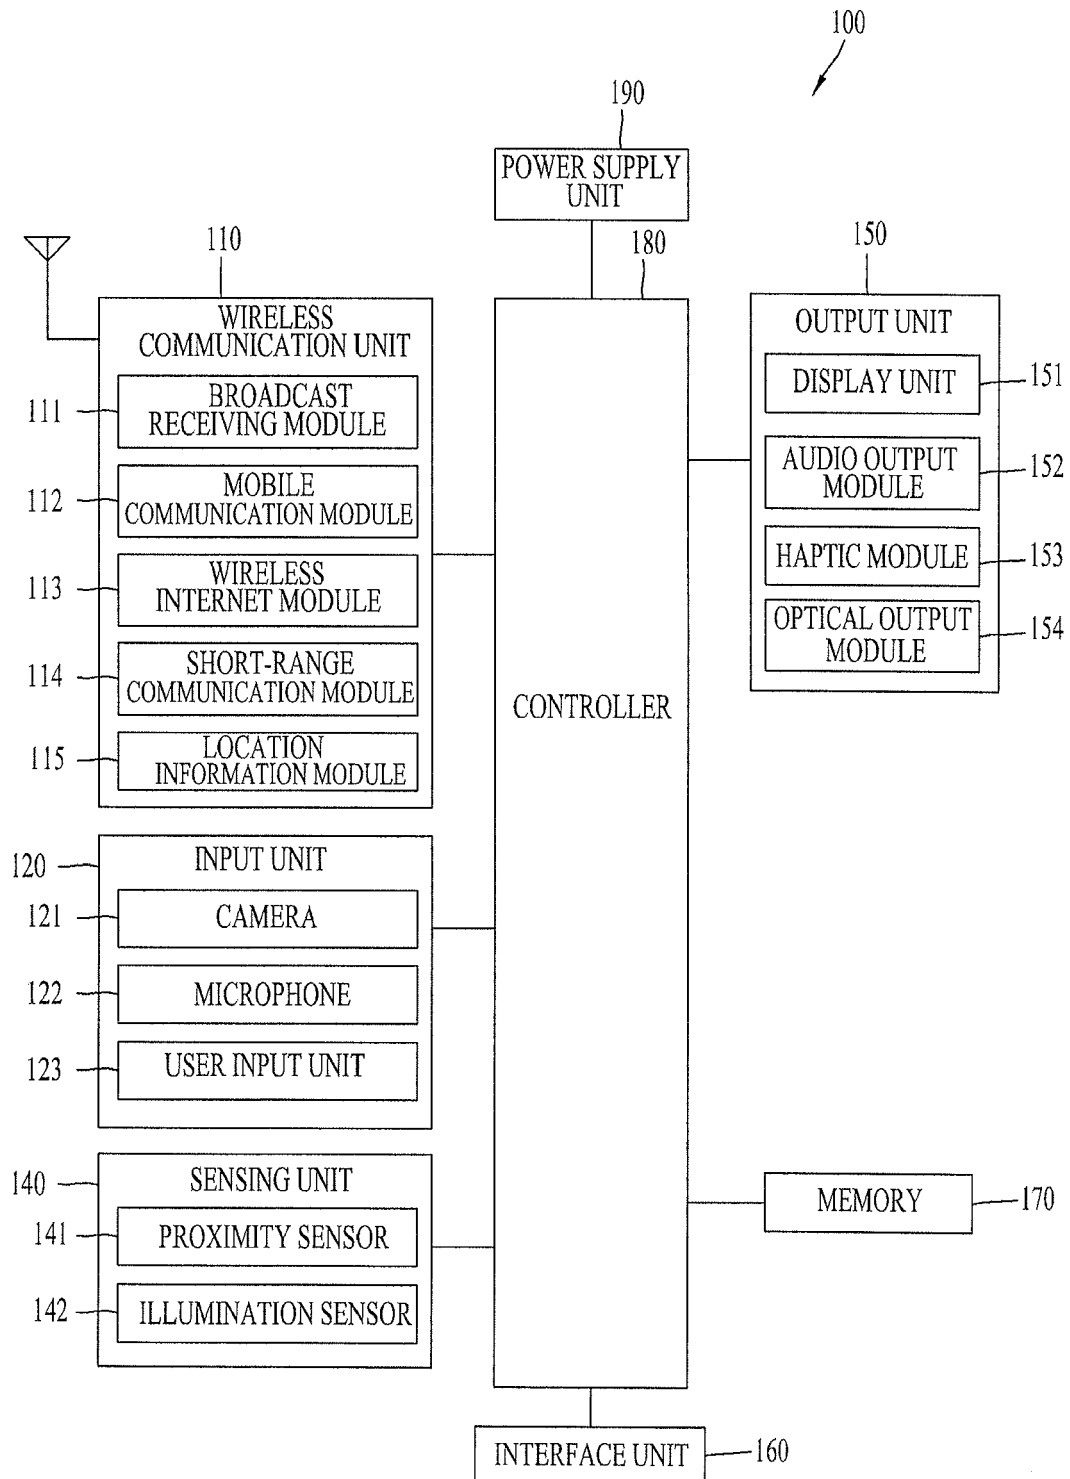 100
190
POWER SUPPLY
UNIT
110
180
150
WIRELESS
COMMUNICATION UNIT
111
BROADCAST
RECEIVING MODULE
112
MOBILE
COMMUNICATION MODULE
113
WIRELESS
INTERNET MODULE
114
SHORT-RANGE
COMMUNICATION MODULE
115
LOCATION
INFORMATION MODULE
120
INPUT UNIT
121
CAMERA
122
MICROPHONE
123
USER INPUT UNIT
140
SENSING UNIT
141
PROXIMITY SENSOR
142
ILLUMINATION SENSOR
CONTROLLER
OUTPUT UNIT
DISPLAY UNIT
151
AUDIO OUTPUT
MODULE
152
HAPTIC MODULE
153
OPTICAL OUTPUT
MODULE
154
MEMORY
170
INTERFACE UNIT
160